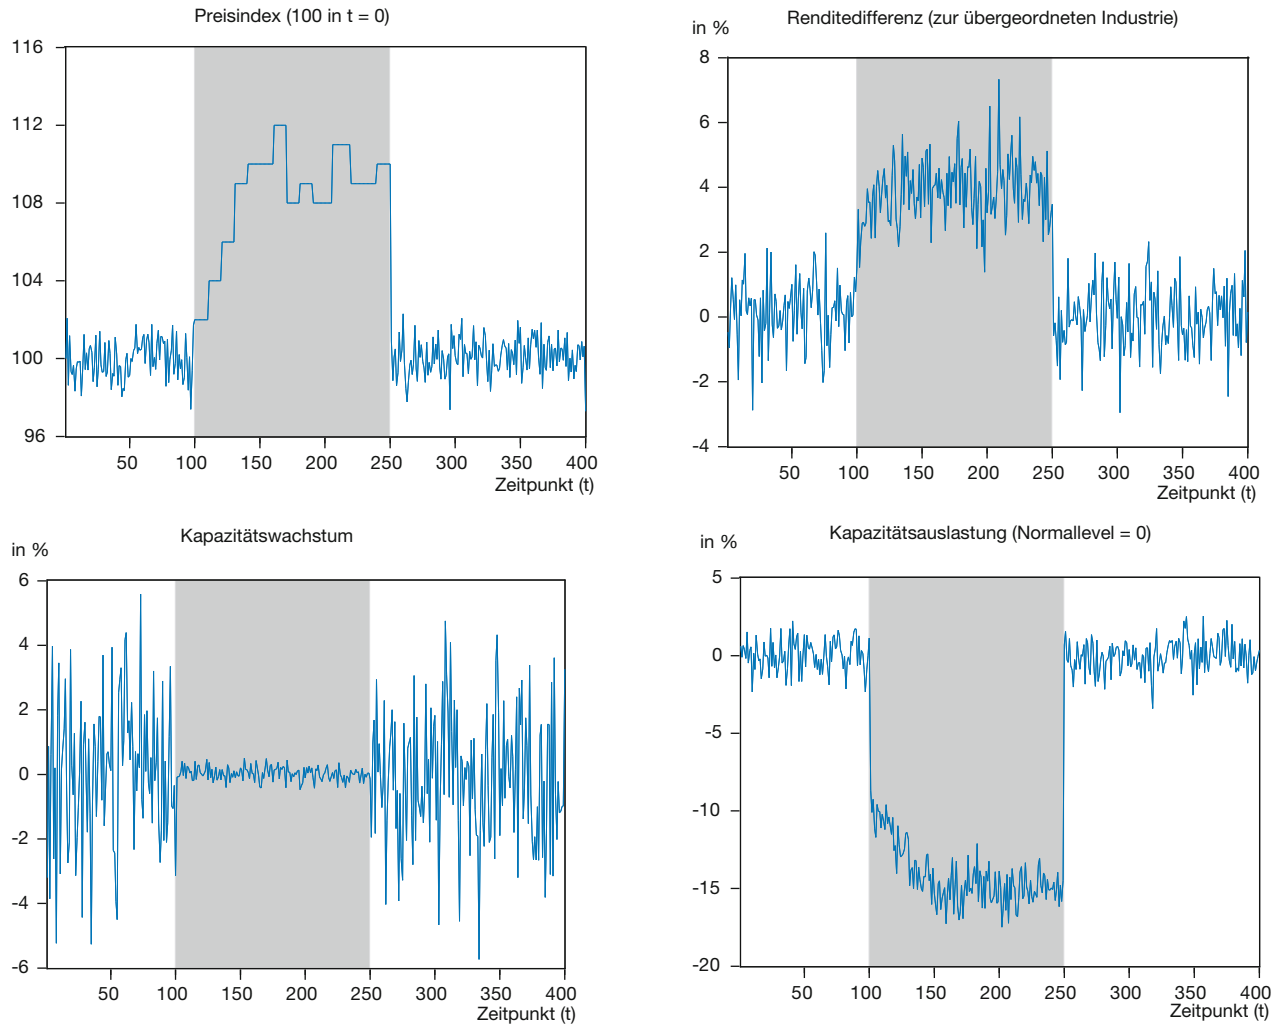 Preisindex (100 in t = 0)
116
112
108
104
100
96
50 100 150 200 250 300 350 400
Zeitpunkt (t)
Renditedifferenz (zur übergeordneten Industrie)
in %
8
6
4
2
0
-2
-4
50 100 150 200 250 300 350 400
Zeitpunkt (t)
Kapazitätswachstum
in %
6
4
2
0
-2
-4
-6
50 100 150 200 250 300 350 400
Zeitpunkt (t)
Kapazitätsauslastung (Normallevel = 0)
in %
5
0
-5
-10
-15
-20
50 100 150 200 250 300 350 400
Zeitpunkt (t)